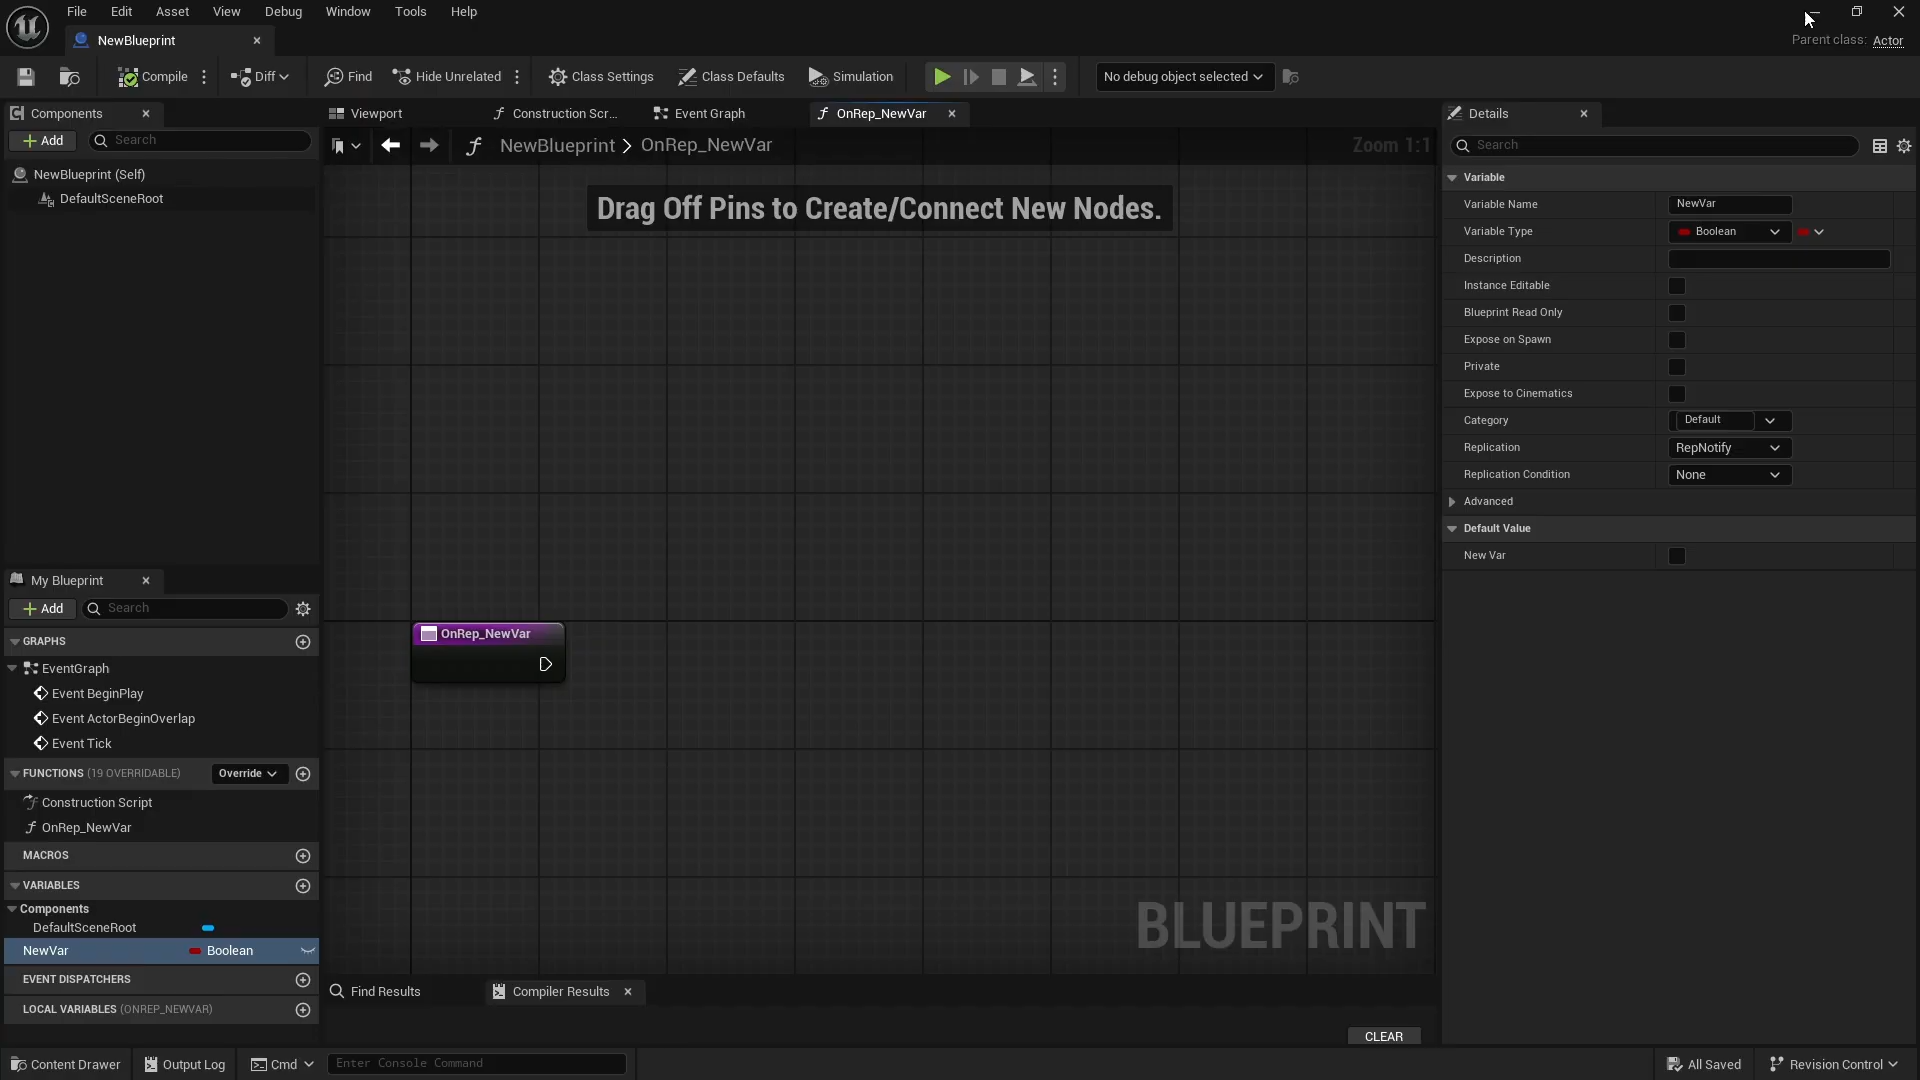 File Edit Asset View Debug Window Tools Help
NewBlueprint
Parent class: Actor
Compile Diff Find Hide Unrelated Class Settings Class Defaults Simulation No debug object selected
Components
Viewport Construction Scr... Event Graph OnRep_NewVar
Details
Add Search
NewBlueprint > OnRep_NewVar
Zoom 1:1
Search
NewBlueprint (Self)
DefaultSceneRoot
Drag Off Pins to Create/Connect New Nodes.
Variable
Variable Name NewVar
Variable Type Boolean
Description
Instance Editable
Blueprint Read Only
Expose on Spawn
Private
Expose to Cinematics
Category Default
Replication RepNotify
Replication Condition None
Advanced
Default Value
New Var
My Blueprint
Add Search
GRAPHS
EventGraph
Event BeginPlay
Event ActorBeginOverlap
Event Tick
FUNCTIONS (19 OVERRIDABLE) Override
Construction Script
OnRep_NewVar
MACROS
VARIABLES
Components
DefaultSceneRoot
NewVar Boolean
EVENT DISPATCHERS
LOCAL VARIABLES (ONREP_NEWVAR)
OnRep_NewVar
BLUEPRINT
Find Results Compiler Results
CLEAR
Content Drawer Output Log Cmd Enter Console Command All Saved Revision Control